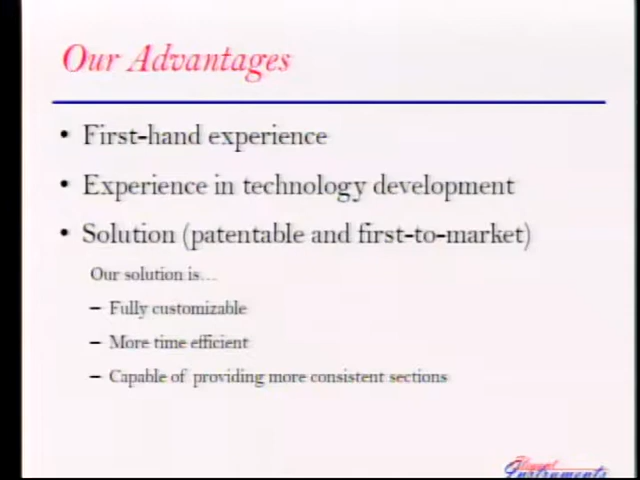 Our Advantages
• First-hand experience
• Experience in technology development
• Solution (patentable and first-to-market)
Our solution is...
– Fully customizable
– More time efficient
– Capable of providing more consistent sections
Instruments